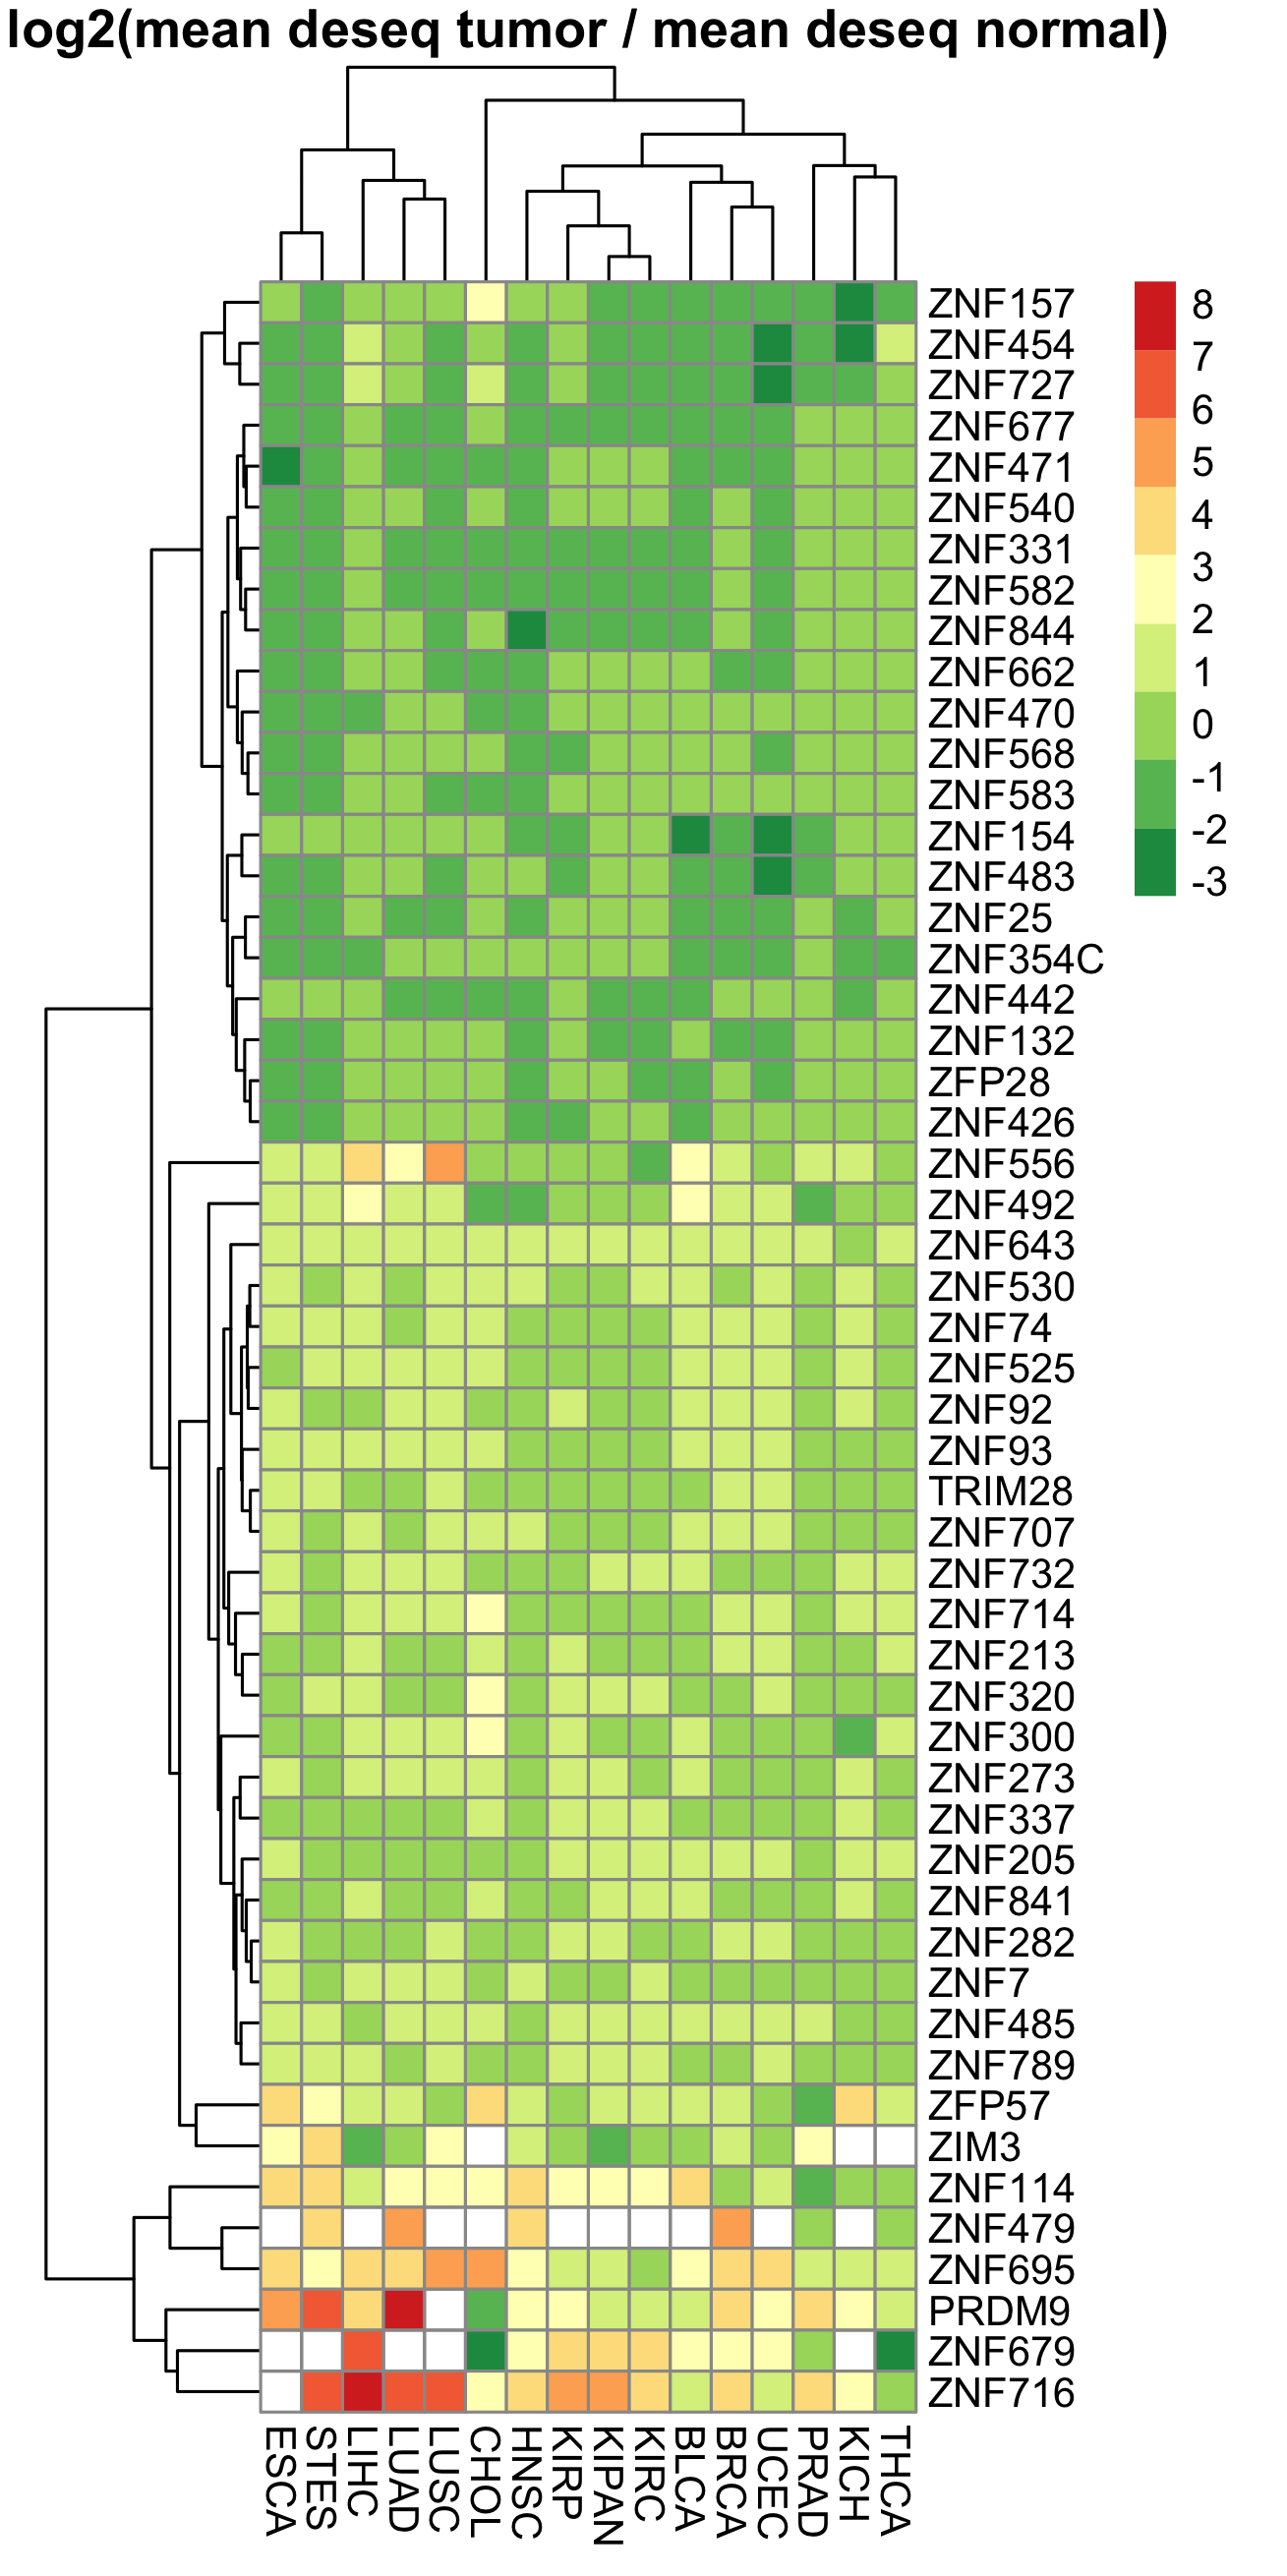 log2(mean deseq tumor / mean deseq normal)
ZNF157
ZNF454
ZNF727
ZNF677
ZNF471
ZNF540
ZNF331
ZNF582
ZNF844
ZNF662
ZNF470
ZNF568
ZNF583
ZNF154
ZNF483
ZNF25
ZNF354C
ZNF442
ZNF132
ZFP28
ZNF426
ZNF556
ZNF492
ZNF643
ZNF530
ZNF74
ZNF525
ZNF92
ZNF93
TRIM28
ZNF707
ZNF732
ZNF714
ZNF213
ZNF320
ZNF300
ZNF273
ZNF337
ZNF205
ZNF841
ZNF282
ZNF7
ZNF485
ZNF789
ZFP57
ZIM3
ZNF114
ZNF479
ZNF695
PRDM9
ZNF679
ZNF716
8
7
6
5
4
3
2
1
0
-1
-2
-3
ESCA
STES
LIHC
LUAD
LUSC
CHOL
HNSC
KIRP
KIPAN
KIRC
BLCA
BRCA
UCEC
PRAD
KICH
THCA